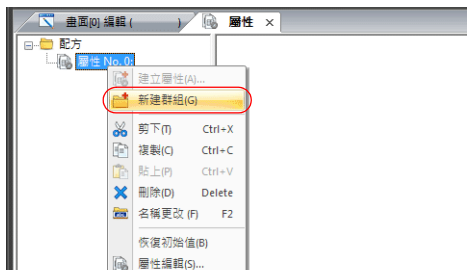 畫面[0] 編輯 ( ) 屬性 ×
配方
屬性 No. 0:
建立屬性(A)...
新建群組(G)
剪下(T) Ctrl+X
複製(C) Ctrl+C
貼上(P) Ctrl+V
刪除(D) Delete
名稱更改 (F) F2
恢復初始值(B)
屬性編輯(S)...